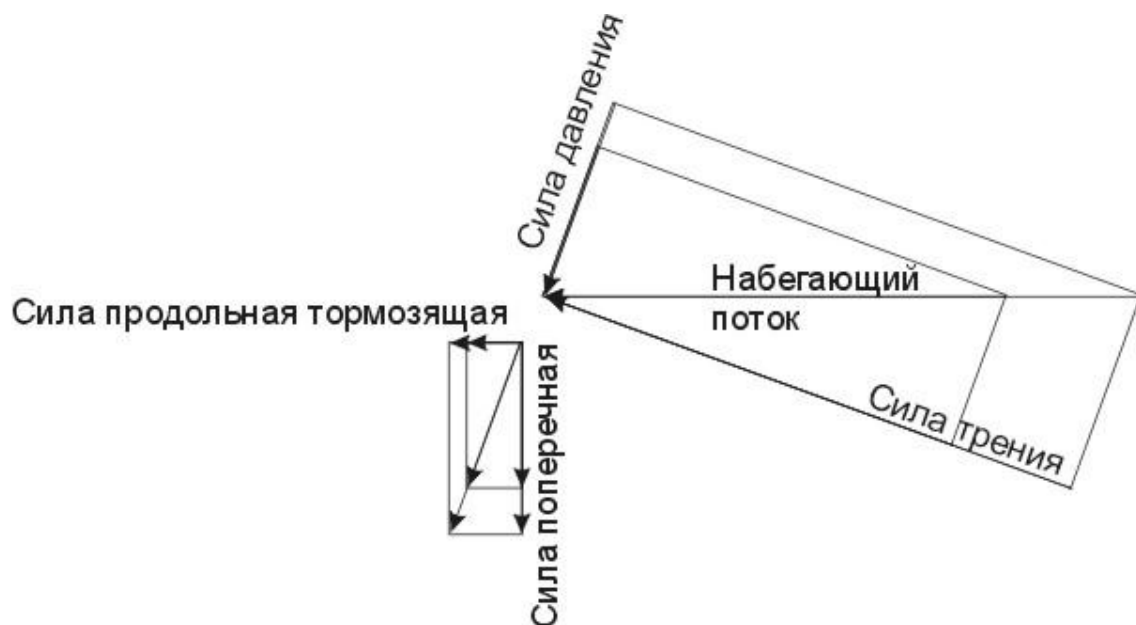 Сила давления
Набегающий
поток
Сила продольная тормозящая
Сила поперечная
Сила трения